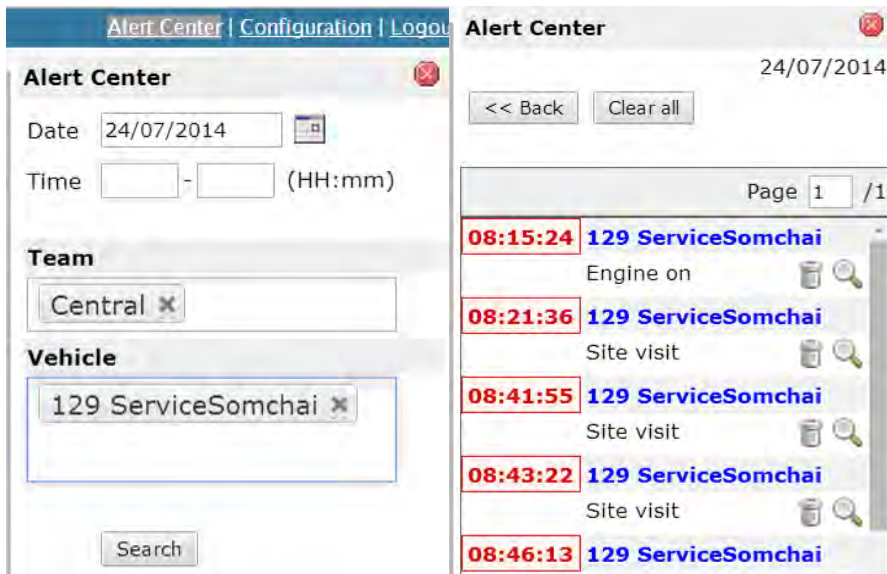 Alert Center | Configuration | Logou
Alert Center
Date 24/07/2014
Time - (HH:mm)
Team
Central
Vehicle
129 ServiceSomchai
Search
Alert Center
24/07/2014
<< Back Clear all
Page 1 /1
08:15:24 129 ServiceSomchai
Engine on
08:21:36 129 ServiceSomchai
Site visit
08:41:55 129 ServiceSomchai
Site visit
08:43:22 129 ServiceSomchai
Site visit
08:46:13 129 ServiceSomchai